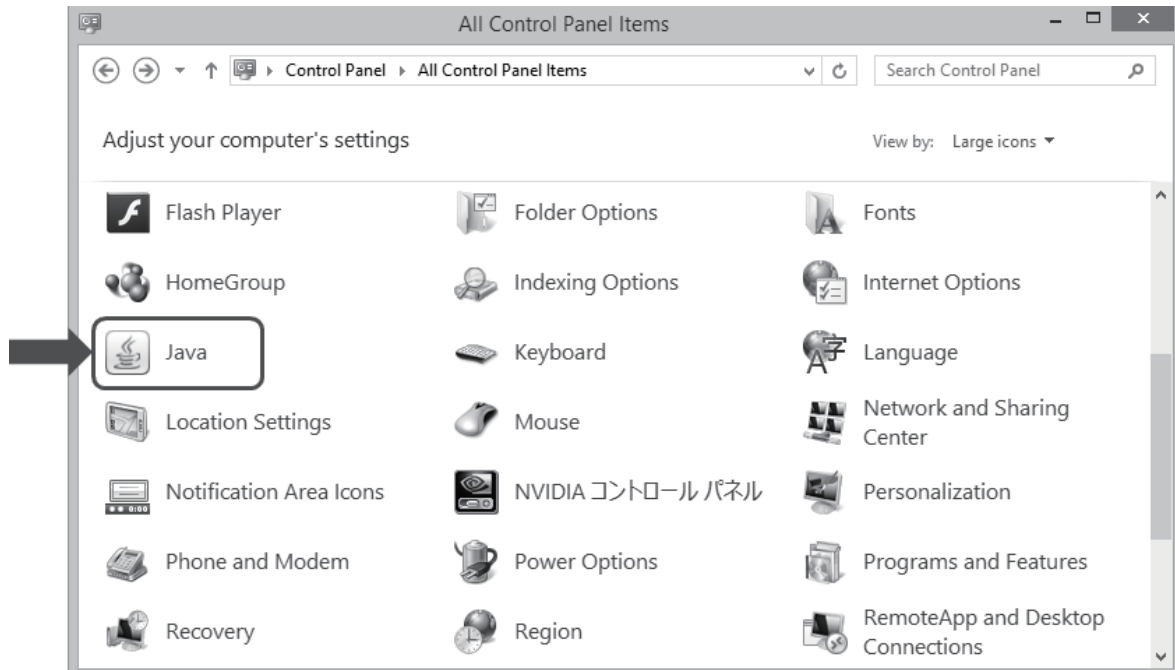 All Control Panel Items
Control Panel All Control Panel Items
Search Control Panel
Adjust your computer's settings
View by: Large icons
Flash Player
Folder Options
Fonts
HomeGroup
Indexing Options
Internet Options
Java
Keyboard
Language
Location Settings
Mouse
Network and Sharing
Center
Notification Area Icons
NVIDIA コントロール パネル
Personalization
Phone and Modem
Power Options
Programs and Features
Recovery
Region
RemoteApp and Desktop
Connections